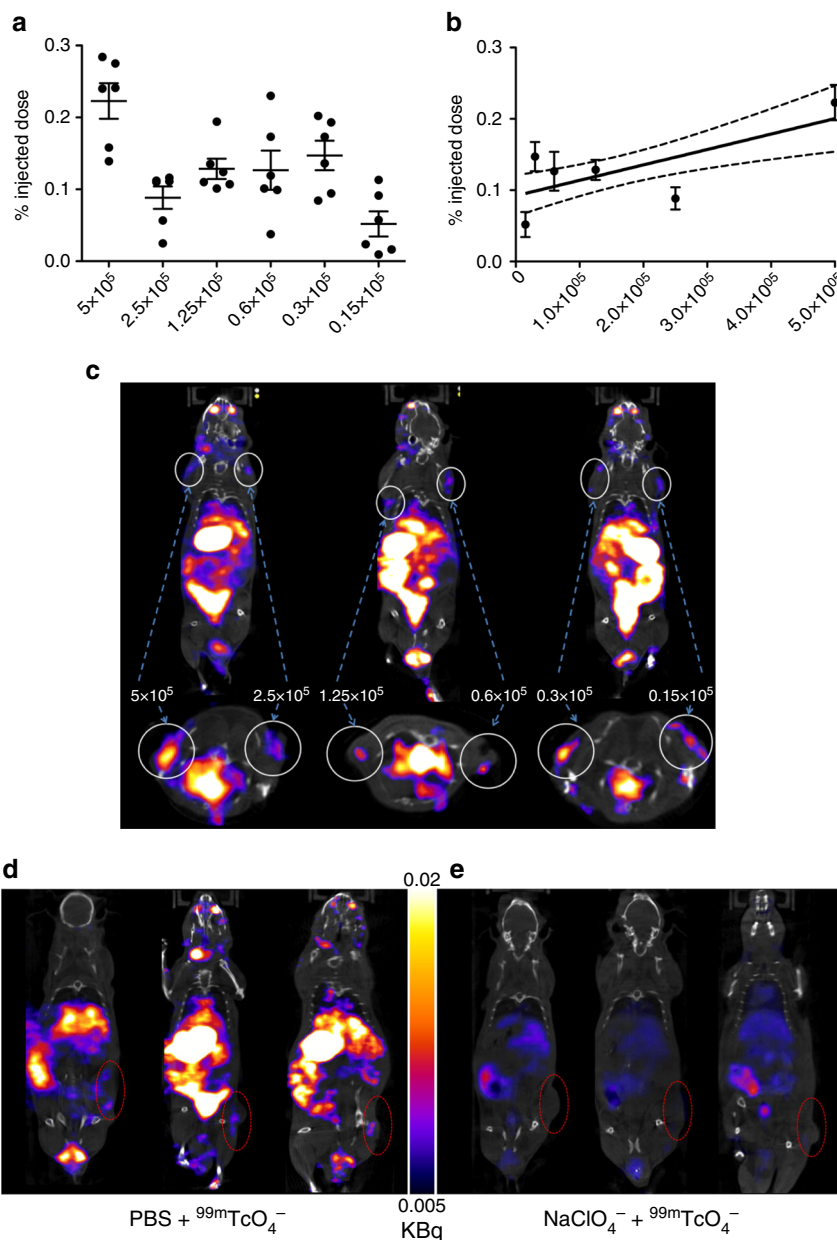 a
% injected dose
0.3
0.2
0.1
0.0
5×10⁵
2.5×10⁵
1.25×10⁵
0.6×10⁵
0.3×10⁵
0.15×10⁵
b
% injected dose
0.3
0.2
0.1
0.0
0
1.0×10⁰⁵
2.0×10⁰⁵
3.0×10⁰⁵
4.0×10⁰⁵
5.0×10⁰⁵
c
5×10⁵
2.5×10⁵
1.25×10⁵
0.6×10⁵
0.3×10⁵
0.15×10⁵
d
0.02
e
0.005
KBq
PBS + ⁹⁹ᵐTcO₄⁻
NaClO₄⁻ + ⁹⁹ᵐTcO₄⁻